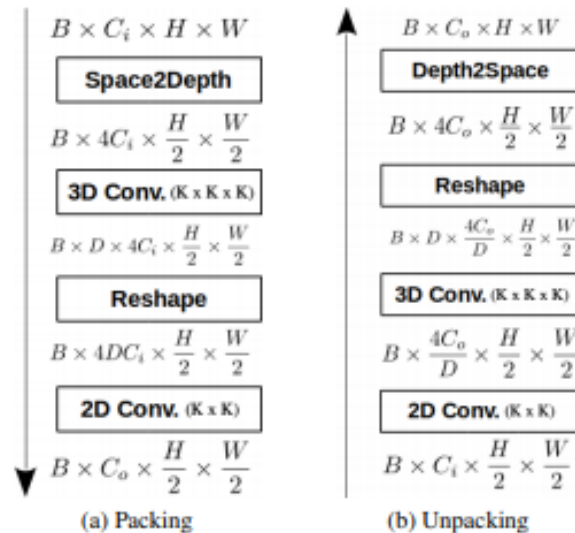 B × C_i × H × W
Space2Depth
B × 4C_i × H/2 × W/2
3D Conv. (K x K x K)
B × D × 4C_i × H/2 × W/2
Reshape
B × 4DC_i × H/2 × W/2
2D Conv. (K x K)
B × C_o × H/2 × W/2
(a) Packing
B × C_o × H × W
Depth2Space
B × 4C_o × H/2 × W/2
Reshape
B × D × 4C_o/D × H/2 × W/2
3D Conv. (K x K x K)
B × 4C_o/D × H/2 × W/2
2D Conv. (K x K)
B × C_i × H/2 × W/2
(b) Unpacking